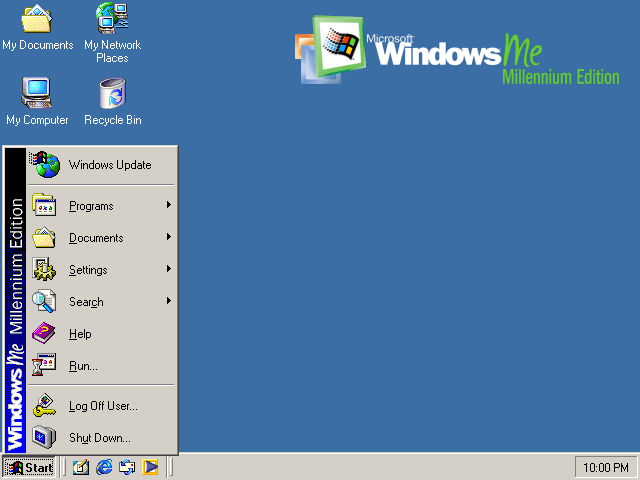 My Documents
My Network
Places
My Computer
Recycle Bin
Microsoft
Windows Me
Millennium Edition
Windows Me Millennium Edition
Windows Update
Programs
Documents
Settings
Search
Help
Run...
Log Off User...
Shut Down...
Start
10:00 PM